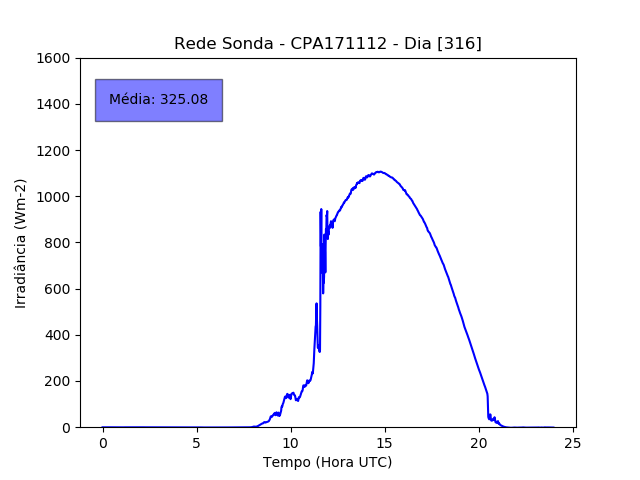 Rede Sonda - CPA171112 - Dia [316]
1600
1400
1200
1000
800
600
400
200
0
Média: 325.08
Irradiância (Wm-2)
0 5 10 15 20 25
Tempo (Hora UTC)